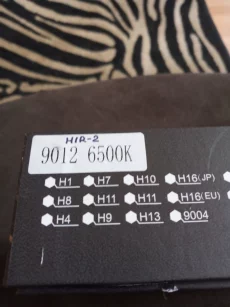 HIR-2
9012 6500K
H1 H7 H10 H16(JP)
H8 H11 H11 H16(EU)
H4 H9 H13 9004